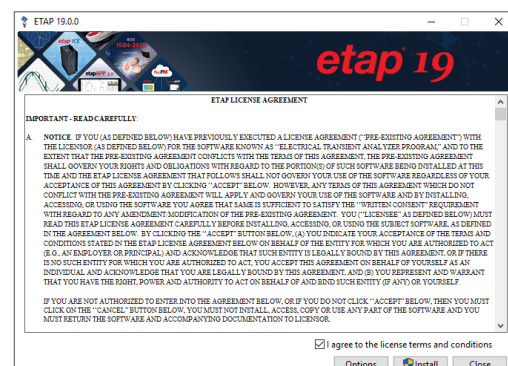 ETAP 19.0.0
etap ICE
IEEE
1584-2018
etapAPP 2.0
etapPM
etap 19
ETAP LICENSE AGREEMENT
IMPORTANT - READ CAREFULLY:
A. NOTICE. IF YOU (AS DEFINED BELOW) HAVE PREVIOUSLY EXECUTED A LICENSE AGREEMENT ("PRE-EXISTING AGREEMENT") WITH
THE LICENSOR (AS DEFINED BELOW) FOR THE SOFTWARE KNOWN AS "ELECTRICAL TRANSIENT ANALYZER PROGRAM," AND TO THE
EXTENT THAT THE PRE-EXISTING AGREEMENT CONFLICTS WITH THE TERMS OF THIS AGREEMENT, THE PRE-EXISTING AGREEMENT
SHALL GOVERN YOUR RIGHTS AND OBLIGATIONS WITH REGARD TO THE PORTION(S) OF SUCH SOFTWARE BEING INSTALLED AT THIS
TIME AND THE ETAP LICENSE AGREEMENT THAT FOLLOWS SHALL NOT GOVERN YOUR USE OF THE SOFTWARE REGARDLESS OF YOUR
ACCEPTANCE OF THIS AGREEMENT BY CLICKING "ACCEPT" BELOW. HOWEVER, ANY TERMS OF THIS AGREEMENT WHICH DO NOT
CONFLICT WITH THE PRE-EXISTING AGREEMENT WILL APPLY AND GOVERN YOUR USE OF THE SOFTWARE AND BY INSTALLING,
ACCESSING, OR USING THE SOFTWARE YOU AGREE THAT SAME IS SUFFICIENT TO SATISFY THE "WRITTEN CONSENT" REQUIREMENT
WITH REGARD TO ANY AMENDMENT/MODIFICATION OF THE PRE-EXISTING AGREEMENT. YOU ("LICENSEE" AS DEFINED BELOW) MUST
READ THIS ETAP LICENSE AGREEMENT CAREFULLY BEFORE INSTALLING, ACCESSING, OR USING THE SUBJECT SOFTWARE, AS DEFINED
IN THE AGREEMENT BELOW. BY CLICKING THE "ACCEPT" BUTTON BELOW, (A) YOU INDICATE YOUR ACCEPTANCE OF THE TERMS AND
CONDITIONS STATED IN THE ETAP LICENSE AGREEMENT BELOW ON BEHALF OF THE ENTITY FOR WHICH YOU ARE AUTHORIZED TO ACT
(E.G., AN EMPLOYER OR PRINCIPAL) AND ACKNOWLEDGE THAT SUCH ENTITY IS LEGALLY BOUND BY THIS AGREEMENT, OR IF THERE
IS NO SUCH ENTITY FOR WHICH YOU ARE AUTHORIZED TO ACT, YOU ACCEPT THIS AGREEMENT ON BEHALF OF YOURSELF AS AN
INDIVIDUAL AND ACKNOWLEDGE THAT YOU ARE LEGALLY BOUND BY THIS AGREEMENT, AND (B) YOU REPRESENT AND WARRANT
THAT YOU HAVE THE RIGHT, POWER AND AUTHORITY TO ACT ON BEHALF OF AND BIND SUCH ENTITY (IF ANY) OR YOURSELF.
IF YOU ARE NOT AUTHORIZED TO ENTER INTO THE AGREEMENT BELOW, OR IF YOU DO NOT CLICK "ACCEPT" BELOW, THEN YOU MUST
CLICK ON THE "CANCEL" BUTTON BELOW, YOU MUST NOT INSTALL, ACCESS, COPY OR USE ANY PART OF THE SOFTWARE AND YOU
MUST RETURN THE SOFTWARE AND ACCOMPANYING DOCUMENTATION TO LICENSOR.
I agree to the license terms and conditions
Options Install Close